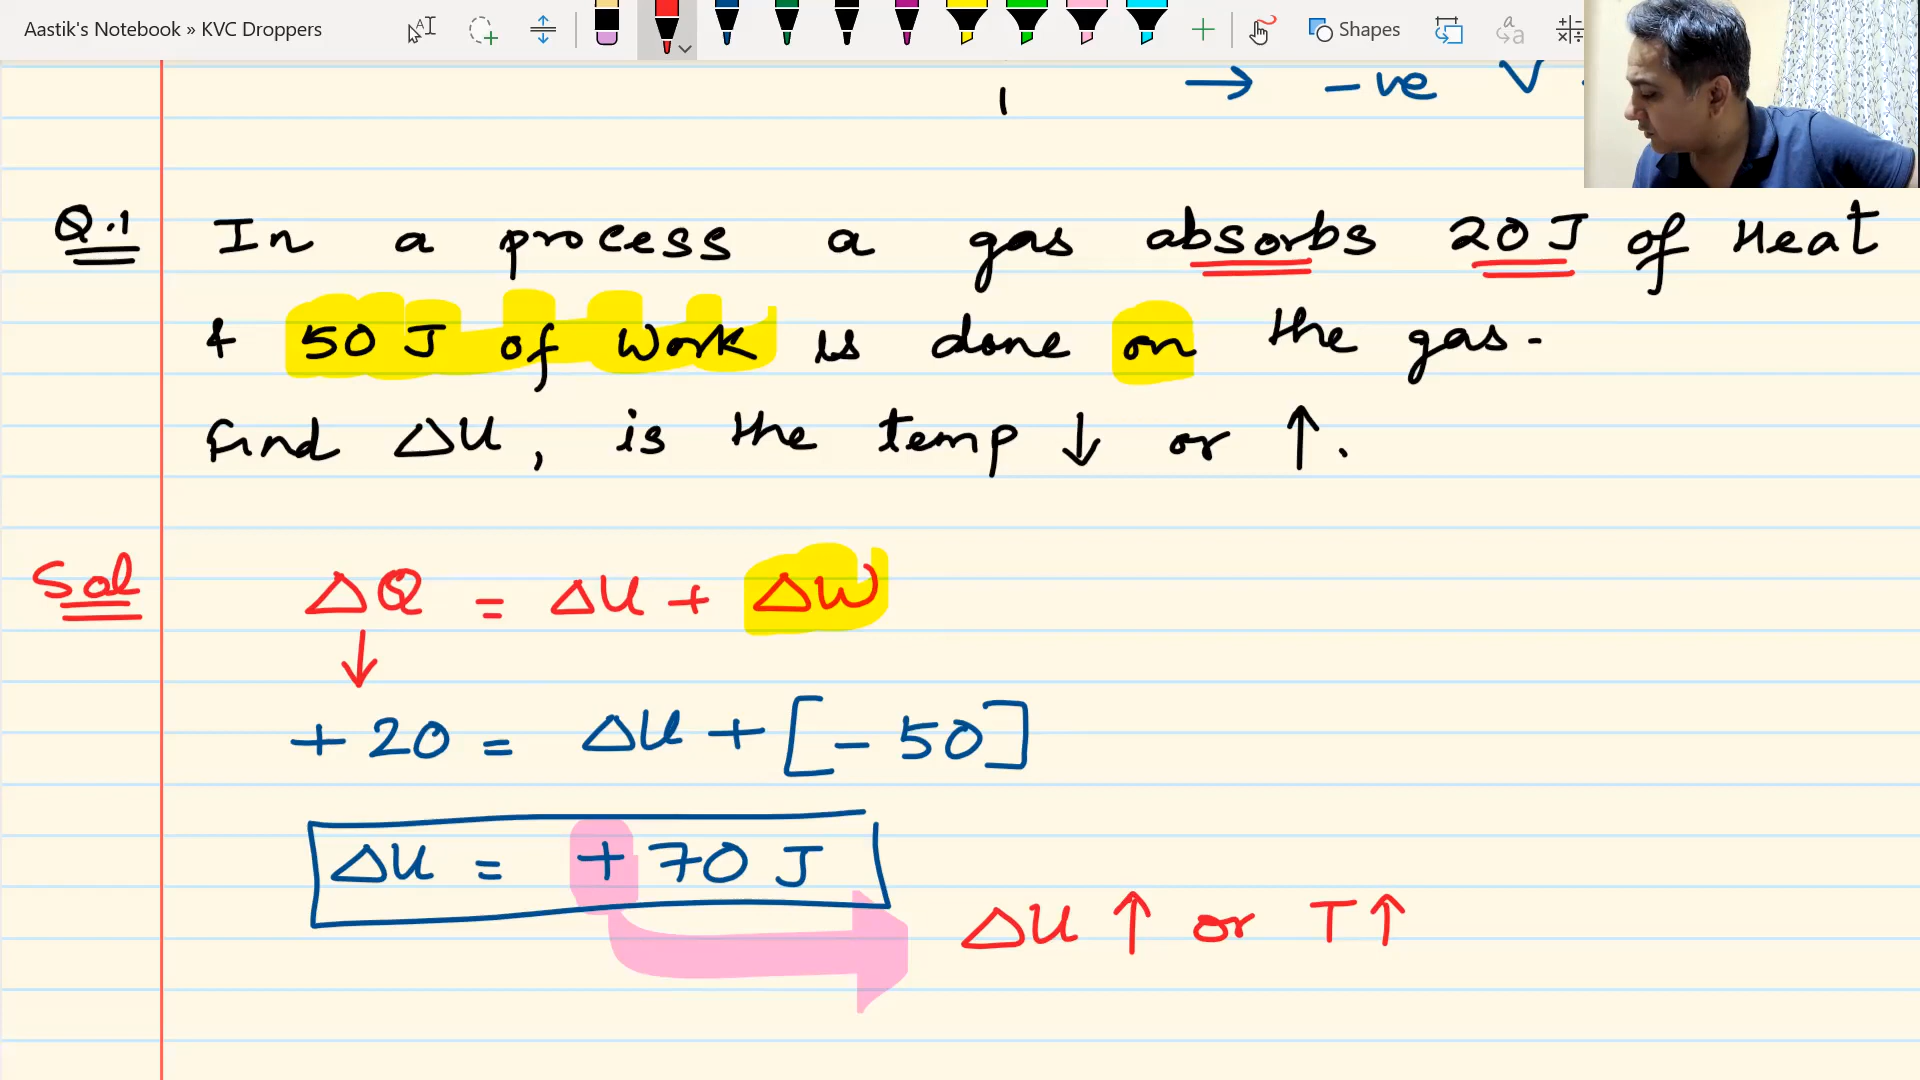 Aastik's Notebook » KVC Droppers
Shapes
→ -ve V
Q.1 In a process a gas absorbs 20 J of Heat
& 50 J of Work is done on the gas.
Find ΔU, is the temp ↓ or ↑.
Sol ΔQ = ΔU + ΔW
↓
+ 20 = ΔU + [- 50]
ΔU = + 70 J
ΔU ↑ or T↑